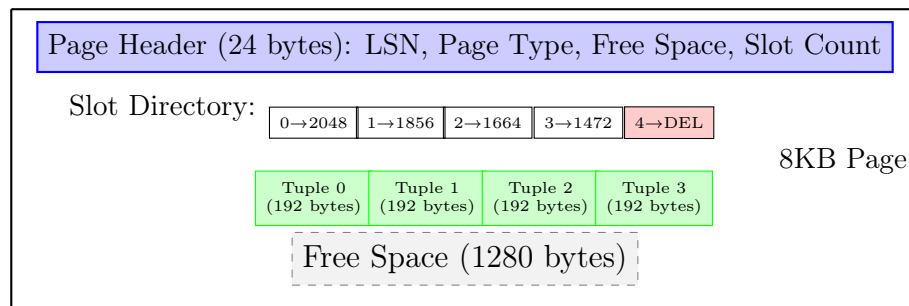 Page Header (24 bytes): LSN, Page Type, Free Space, Slot Count
Slot Directory:
0→2048 1→1856 2→1664 3→1472 4→DEL
8KB Page
Tuple 0 Tuple 1 Tuple 2 Tuple 3
(192 bytes) (192 bytes) (192 bytes) (192 bytes)
Free Space (1280 bytes)